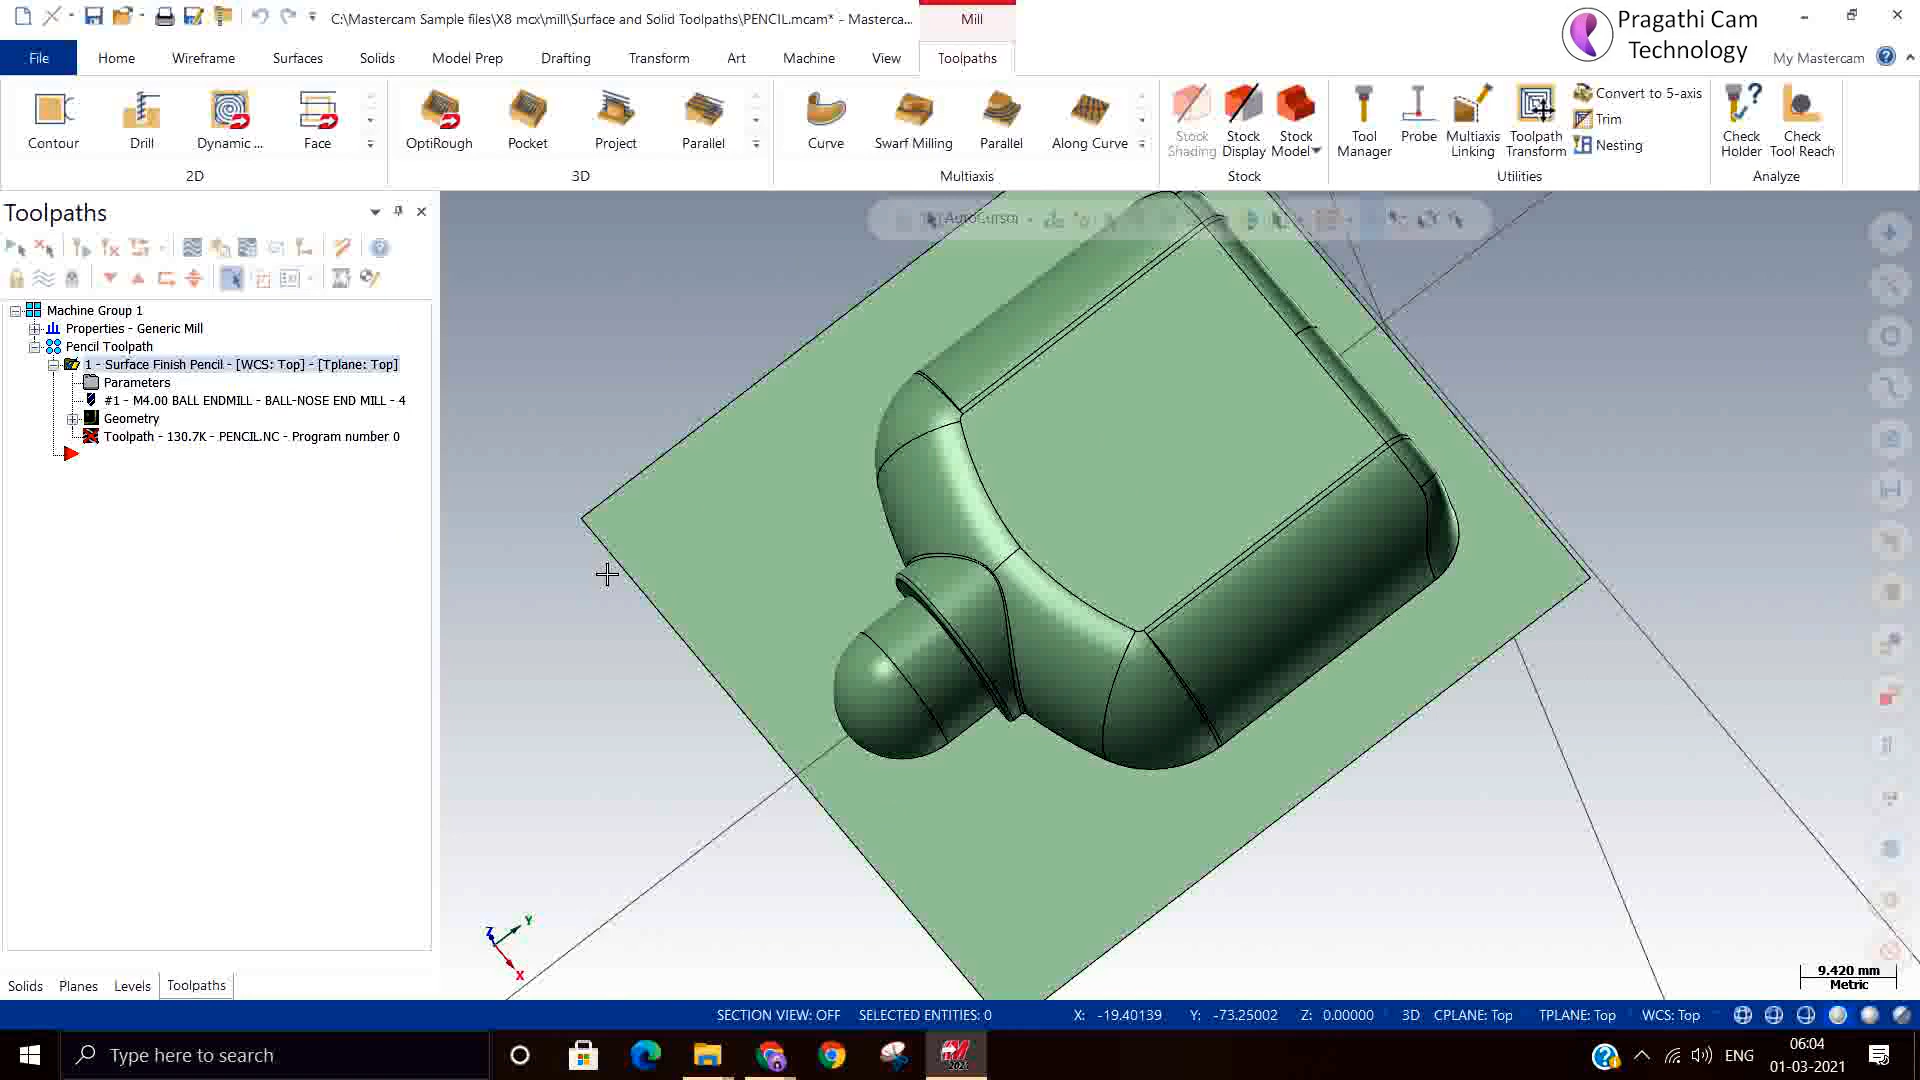 C:\Mastercam Sample files\X8 mcx\mill\Surface and Solid Toolpaths\PENCIL.mcam* - Masterca...
Mill
Pragathi Cam
Technology
File
Home
Wireframe
Surfaces
Solids
Model Prep
Drafting
Transform
Art
Machine
View
Toolpaths
My Mastercam
Contour
Drill
Dynamic ...
Face
OptiRough
Pocket
Project
Parallel
Curve
Swarf Milling
Parallel
Along Curve
Stock
Shading
Stock
Display
Stock
Model
Tool
Manager
Probe
Multiaxis
Linking
Toolpath
Transform
Convert to 5-axis
Trim
Nesting
Check
Holder
Check
Tool Reach
2D
3D
Multiaxis
Stock
Utilities
Analyze
Toolpaths
AutoCursor
Machine Group 1
Properties - Generic Mill
Pencil Toolpath
1 - Surface Finish Pencil - [WCS: Top] - [Tplane: Top]
Parameters
#1 - M4.00 BALL ENDMILL - BALL-NOSE END MILL - 4
Geometry
Toolpath - 130.7K - PENCIL.NC - Program number 0
Z
Y
X
9.420 mm
Metric
Solids
Planes
Levels
Toolpaths
SECTION VIEW: OFF
SELECTED ENTITIES: 0
X: -19.40139
Y: -73.25002
Z: 0.00000
3D
CPLANE: Top
TPLANE: Top
WCS: Top
Type here to search
2021
ENG
06:04
01-03-2021